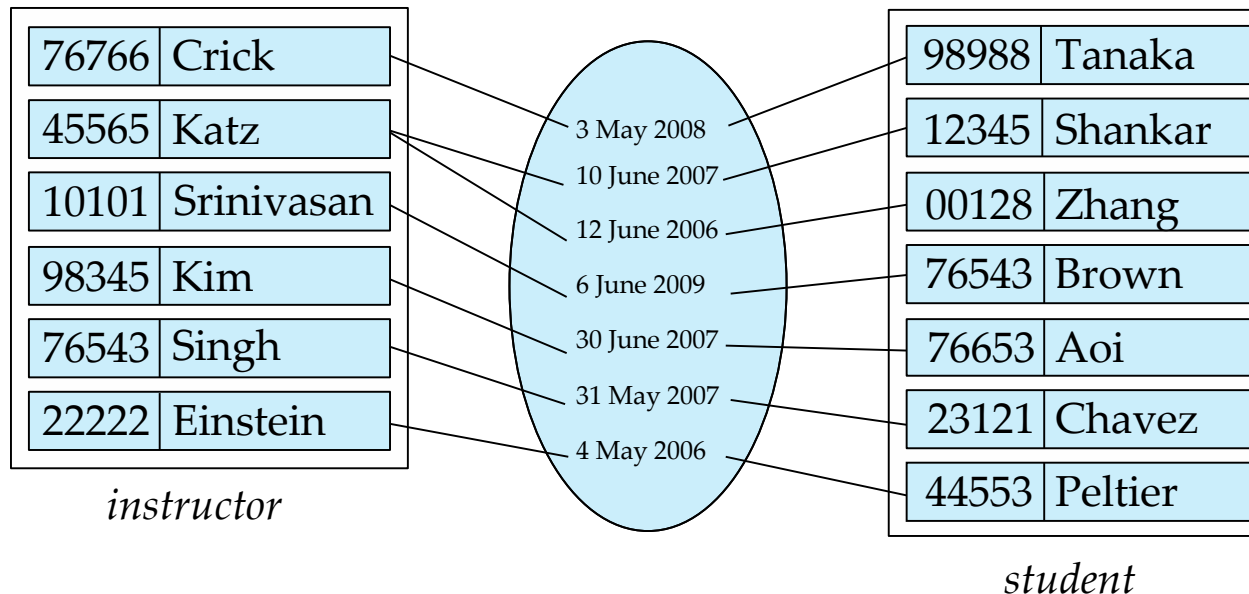 76766 Crick
45565 Katz
10101 Srinivasan
98345 Kim
76543 Singh
22222 Einstein
instructor
3 May 2008
10 June 2007
12 June 2006
6 June 2009
30 June 2007
31 May 2007
4 May 2006
98988 Tanaka
12345 Shankar
00128 Zhang
76543 Brown
76653 Aoi
23121 Chavez
44553 Peltier
student